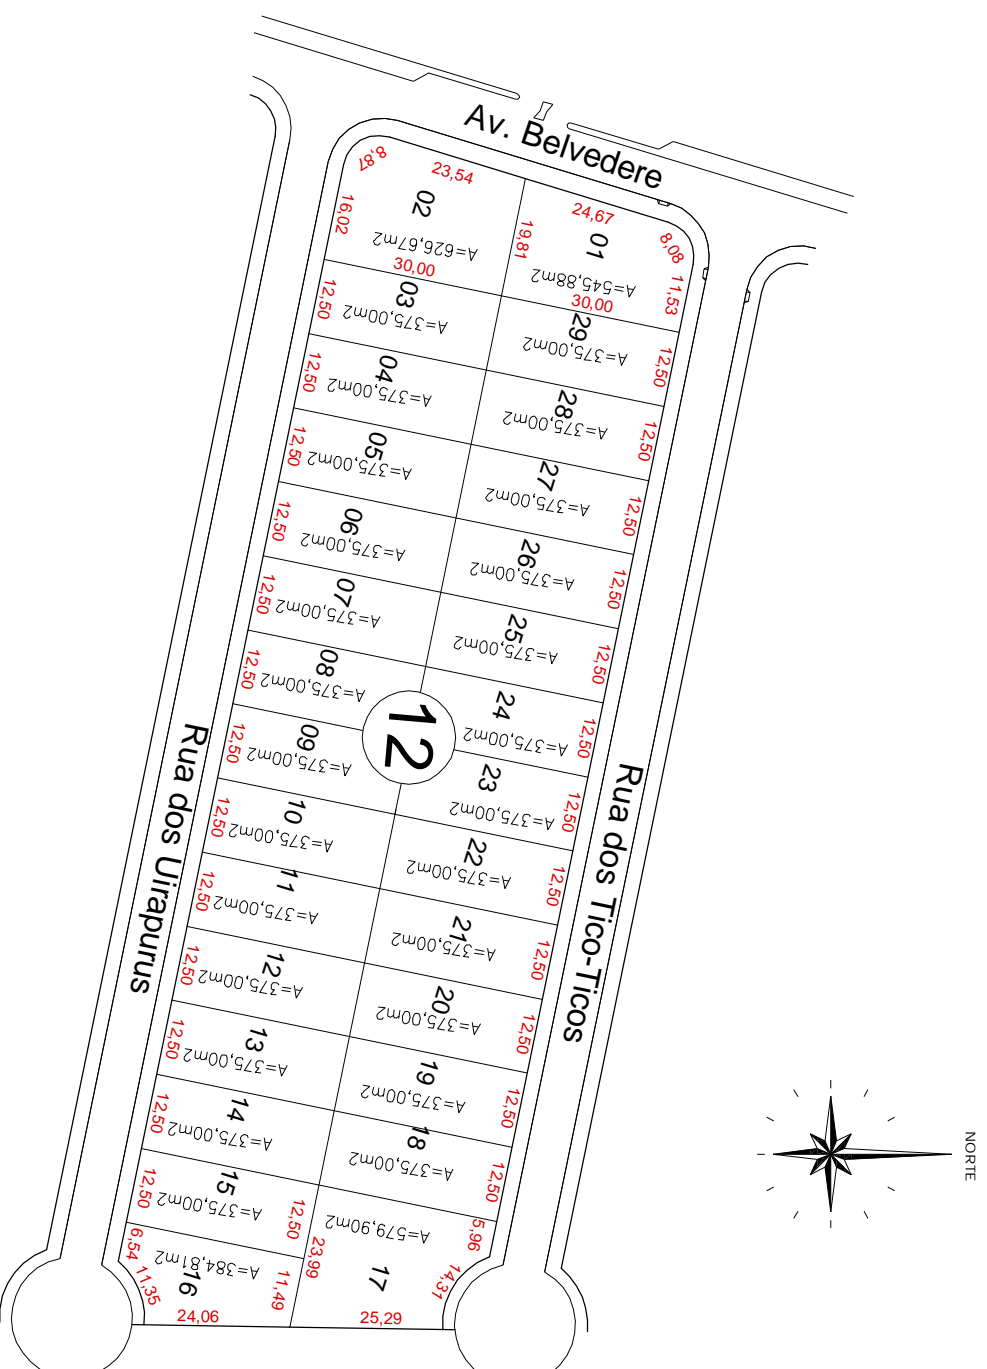 Av. Belvedere
8,87
23,54
02
A=626,67m2
16,02
30,00
24,67
01
A=545,88m2
19,81
8,08
11,53
30,00
03
A=375,00m2
12,50
29
A=375,00m2
12,50
04
A=375,00m2
12,50
28
A=375,00m2
12,50
05
A=375,00m2
12,50
27
A=375,00m2
12,50
06
A=375,00m2
12,50
26
A=375,00m2
12,50
07
A=375,00m2
12,50
25
A=375,00m2
12,50
08
A=375,00m2
12,50
24
A=375,00m2
12,50
12
09
A=375,00m2
12,50
23
A=375,00m2
12,50
10
A=375,00m2
12,50
22
A=375,00m2
12,50
11
A=375,00m2
12,50
21
A=375,00m2
12,50
12
A=375,00m2
12,50
20
A=375,00m2
12,50
13
A=375,00m2
12,50
19
A=375,00m2
12,50
14
A=375,00m2
12,50
18
A=375,00m2
12,50
15
A=375,00m2
12,50
12,50
17
A=579,90m2
5,96
14,31
23,99
25,29
16
A=384,81m2
6,54
11,35
11,49
24,06
Rua dos Uirapurus
Rua dos Tico-Ticos
NORTE